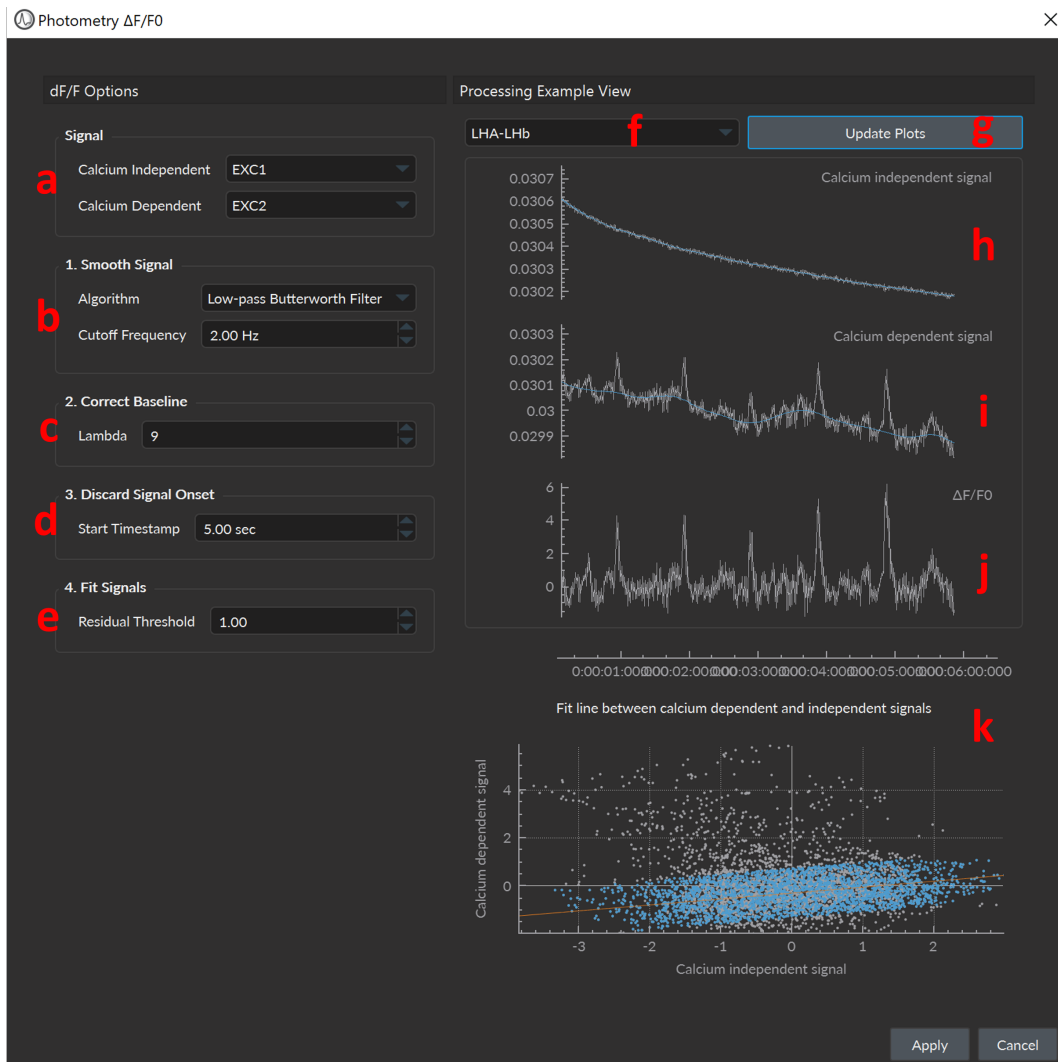 Photometry ΔF/F0
dF/F Options
Signal
a
Calcium Independent EXC1
Calcium Dependent EXC2
1. Smooth Signal
b
Algorithm Low-pass Butterworth Filter
Cutoff Frequency 2.00 Hz
2. Correct Baseline
c
Lambda 9
3. Discard Signal Onset
d
Start Timestamp 5.00 sec
4. Fit Signals
e
Residual Threshold 1.00
Processing Example View
LHA-LHb f
Update Plots g
Calcium independent signal
h
0.0307
0.0306
0.0305
0.0304
0.0303
0.0302
Calcium dependent signal
i
0.0303
0.0302
0.0301
0.03
0.0299
ΔF/F0
j
6
4
2
0
0:00:01:000:00:02:000:00:03:000:00:04:000:00:05:000:00:06:00:000
Fit line between calcium dependent and independent signals
k
Calcium dependent signal
4
2
0
-3 -2 -1 0 1 2
Calcium independent signal
Apply Cancel